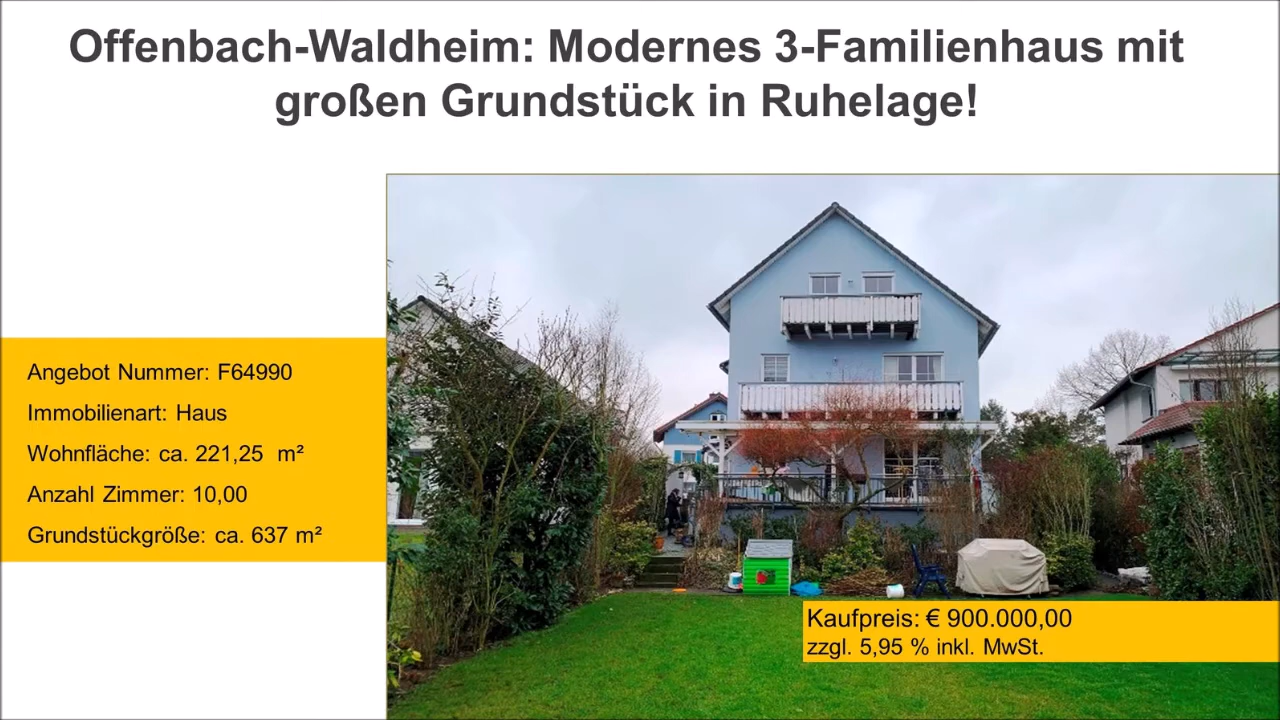 Offenbach-Waldheim: Modernes 3-Familienhaus mit
großen Grundstück in Ruhelage!
Angebot Nummer: F64990
Immobilienart: Haus
Wohnfläche: ca. 221,25 m²
Anzahl Zimmer: 10,00
Grundstückgröße: ca. 637 m²
Kaufpreis: € 900.000,00
zzgl. 5,95 % inkl. MwSt.